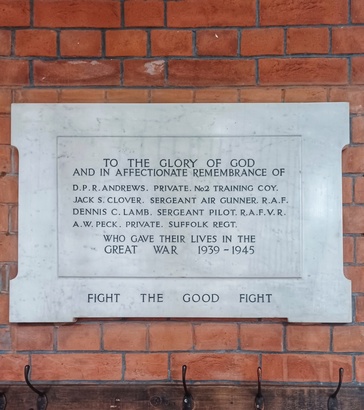 TO THE GLORY OF GOD
AND IN AFFECTIONATE REMEMBRANCE OF
D.P.R. ANDREWS. PRIVATE. No2 TRAINING COY.
JACK S. CLOVER. SERGEANT AIR GUNNER. R.A.F.
DENNIS C. LAMB. SERGEANT PILOT. R.A.F.V.R.
A.W. PECK. PRIVATE. SUFFOLK REGT.
WHO GAVE THEIR LIVES IN THE
GREAT WAR 1939-1945
FIGHT THE GOOD FIGHT